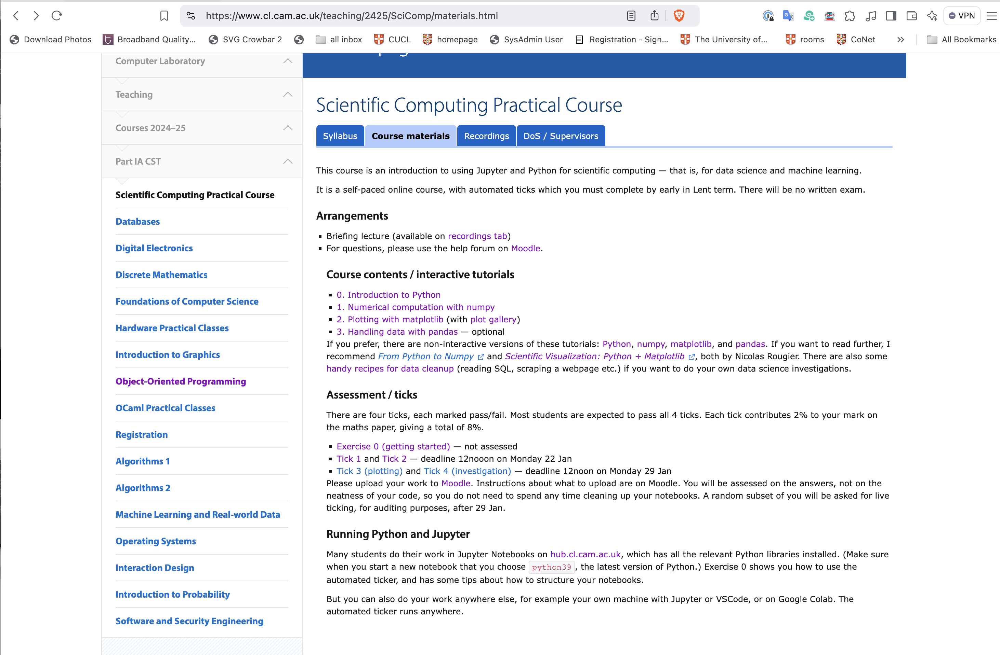 https://www.cl.cam.ac.uk/teaching/2425/SciComp/materials.html
VPN
Download Photos
Broadband Quality...
SVG Crowbar 2
all inbox
CUCL
homepage
SysAdmin User
Registration - Sign...
The University of...
rooms
CoNet
All Bookmarks
Computer Laboratory
Teaching
Courses 2024–25
Part IA CST
Scientific Computing Practical Course
Databases
Digital Electronics
Discrete Mathematics
Foundations of Computer Science
Hardware Practical Classes
Introduction to Graphics
Object-Oriented Programming
OCaml Practical Classes
Registration
Algorithms 1
Algorithms 2
Machine Learning and Real-world Data
Operating Systems
Interaction Design
Introduction to Probability
Software and Security Engineering
Scientific Computing Practical Course
Syllabus
Course materials
Recordings
DoS / Supervisors
This course is an introduction to using Jupyter and Python for scientific computing — that is, for data science and machine learning.
It is a self-paced online course, with automated ticks which you must complete by early in Lent term. There will be no written exam.
Arrangements
▪ Briefing lecture (available on recordings tab)
▪ For questions, please use the help forum on Moodle.
Course contents / interactive tutorials
▪ 0. Introduction to Python
▪ 1. Numerical computation with numpy
▪ 2. Plotting with matplotlib (with plot gallery)
▪ 3. Handling data with pandas — optional
If you prefer, there are non-interactive versions of these tutorials: Python, numpy, matplotlib, and pandas. If you want to read further, I
recommend From Python to Numpy and Scientific Visualization: Python + Matplotlib , both by Nicolas Rougier. There are also some
handy recipes for data cleanup (reading SQL, scraping a webpage etc.) if you want to do your own data science investigations.
Assessment / ticks
There are four ticks, each marked pass/fail. Most students are expected to pass all 4 ticks. Each tick contributes 2% to your mark on
the maths paper, giving a total of 8%.
▪ Exercise 0 (getting started) — not assessed
▪ Tick 1 and Tick 2 — deadline 12nooon on Monday 22 Jan
▪ Tick 3 (plotting) and Tick 4 (investigation) — deadline 12noon on Monday 29 Jan
Please upload your work to Moodle. Instructions about what to upload are on Moodle. You will be assessed on the answers, not on the
neatness of your code, so you do not need to spend any time cleaning up your notebooks. A random subset of you will be asked for live
ticking, for auditing purposes, after 29 Jan.
Running Python and Jupyter
Many students do their work in Jupyter Notebooks on hub.cl.cam.ac.uk, which has all the relevant Python libraries installed. (Make sure
when you start a new notebook that you choose python39 , the latest version of Python.) Exercise 0 shows you how to use the
automated ticker, and has some tips about how to structure your notebooks.
But you can also do your work anywhere else, for example your own machine with Jupyter or VSCode, or on Google Colab. The
automated ticker runs anywhere.